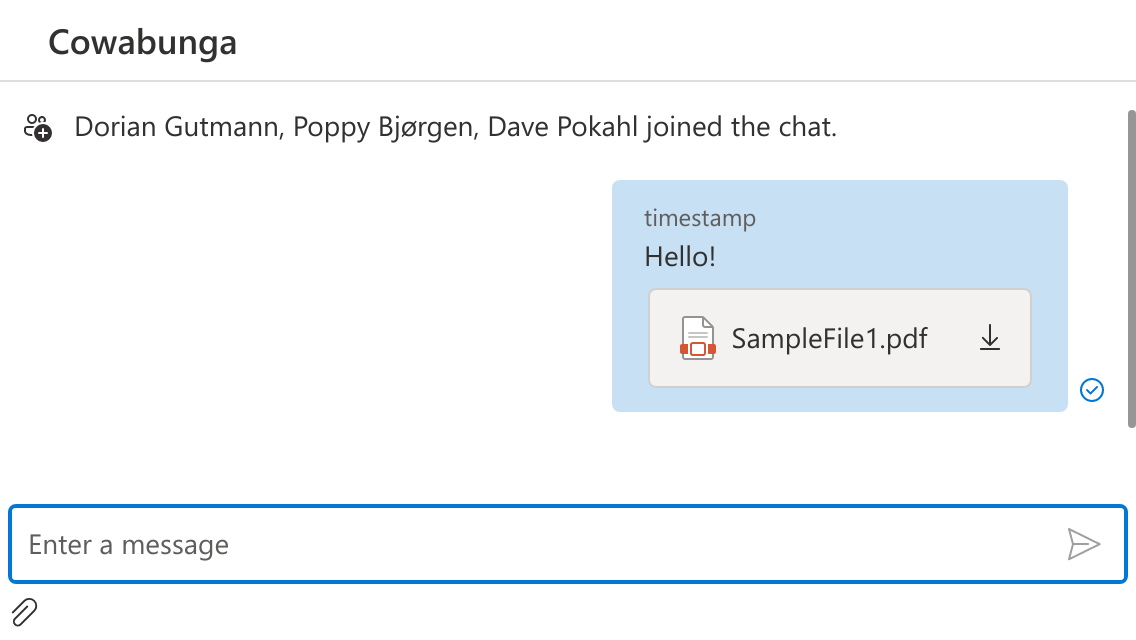 Cowabunga
Dorian Gutmann, Poppy Bjørgen, Dave Pokahl joined the chat.
timestamp
Hello!
SampleFile1.pdf
Enter a message